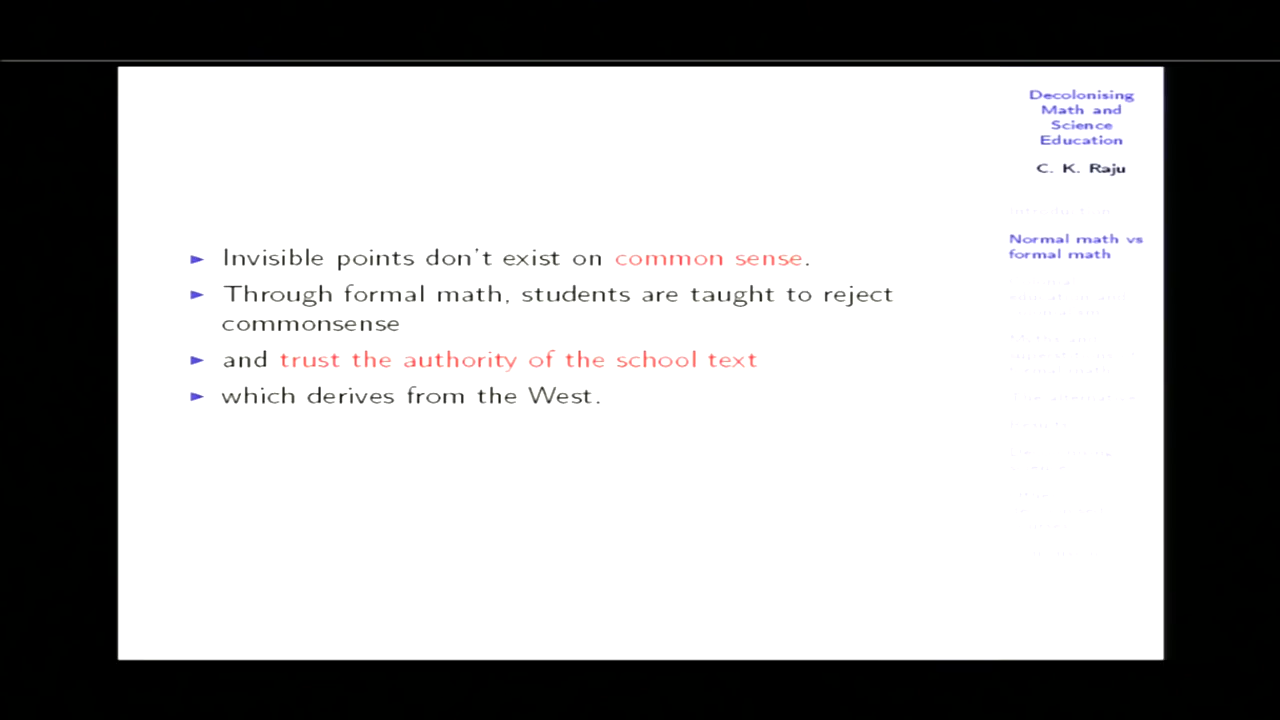 Decolonising
Math and
Science
Education
C. K. Raju
Normal math vs
formal math
► Invisible points don't exist on common sense.
► Through formal math, students are taught to reject
commonsense
► and trust the authority of the school text
► which derives from the West.